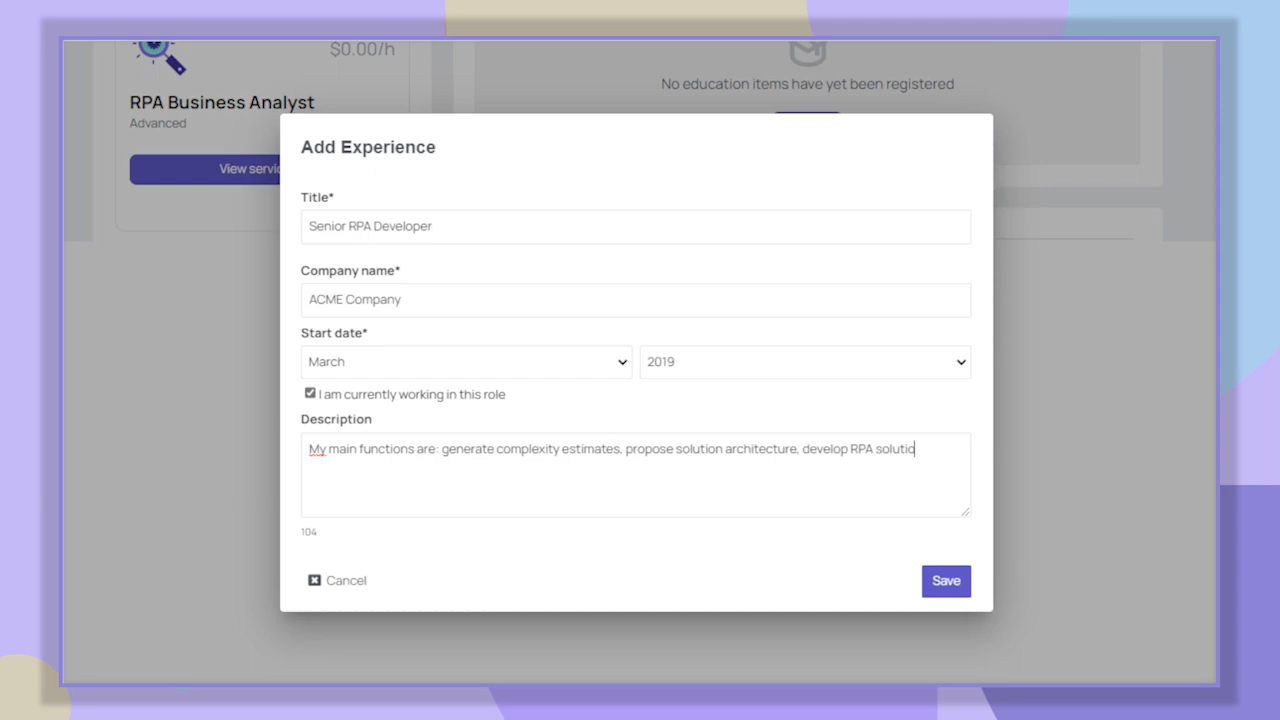 $0.00/h
No education items have yet been registered
RPA Business Analyst
Advanced
View servic
Add Experience
Title*
Senior RPA Developer
Company name*
ACME Company
Start date*
March
2019
I am currently working in this role
Description
My main functions are: generate complexity estimates, propose solution architecture, develop RPA solutio
104
Cancel
Save